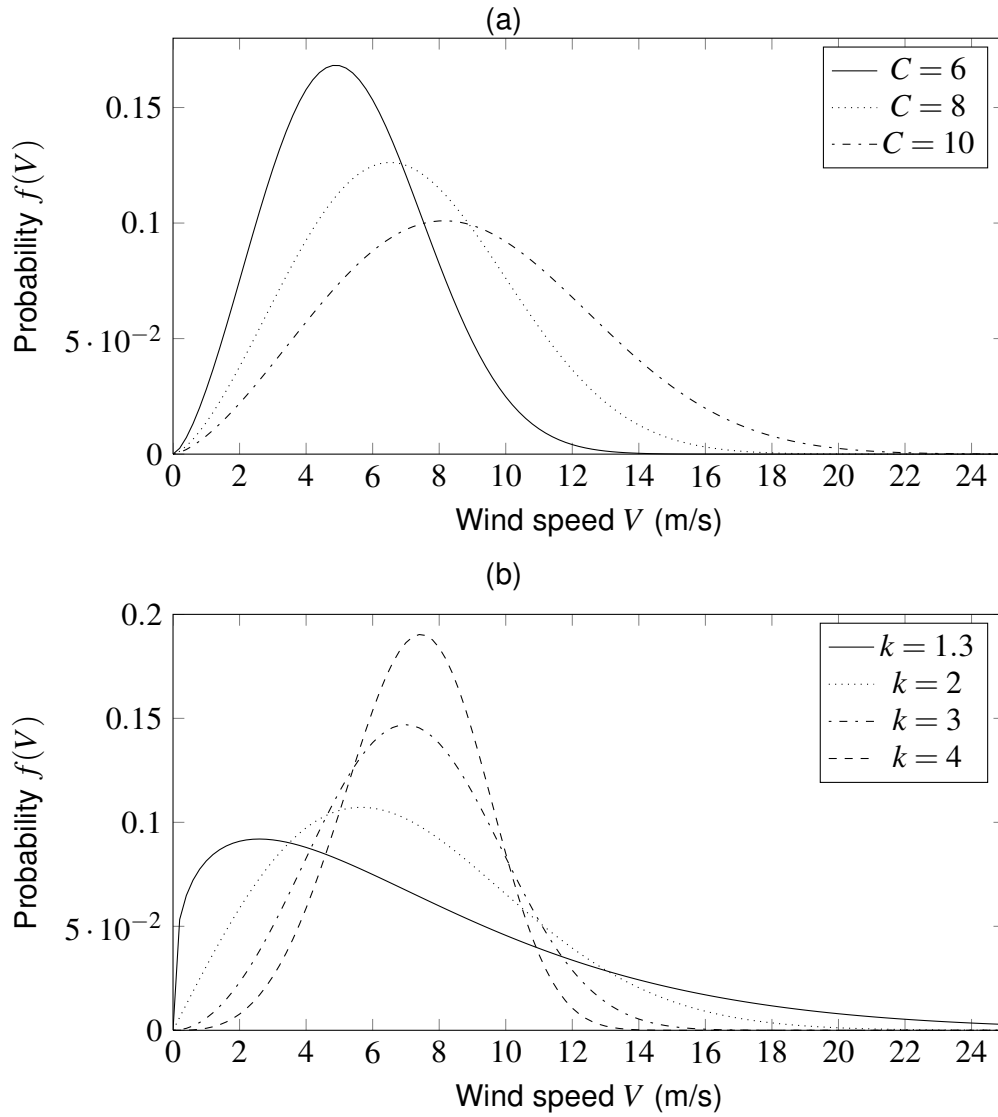 (a)
C = 6
C = 8
C = 10
0.15
0.1
5 · 10⁻²
0
Probability f(V)
0 2 4 6 8 10 12 14 16 18 20 22 24
Wind speed V (m/s)
(b)
k = 1.3
k = 2
k = 3
k = 4
0.2
0.15
0.1
5 · 10⁻²
0
Probability f(V)
0 2 4 6 8 10 12 14 16 18 20 22 24
Wind speed V (m/s)